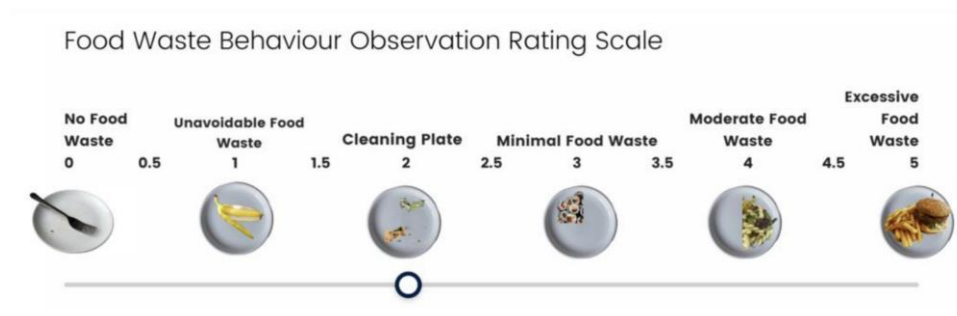 Food Waste Behaviour Observation Rating Scale
No Food
Waste
Unavoidable Food
Waste
Cleaning Plate
Minimal Food Waste
Moderate Food
Waste
Excessive
Food
Waste
0 0.5 1 1.5 2 2.5 3 3.5 4 4.5 5